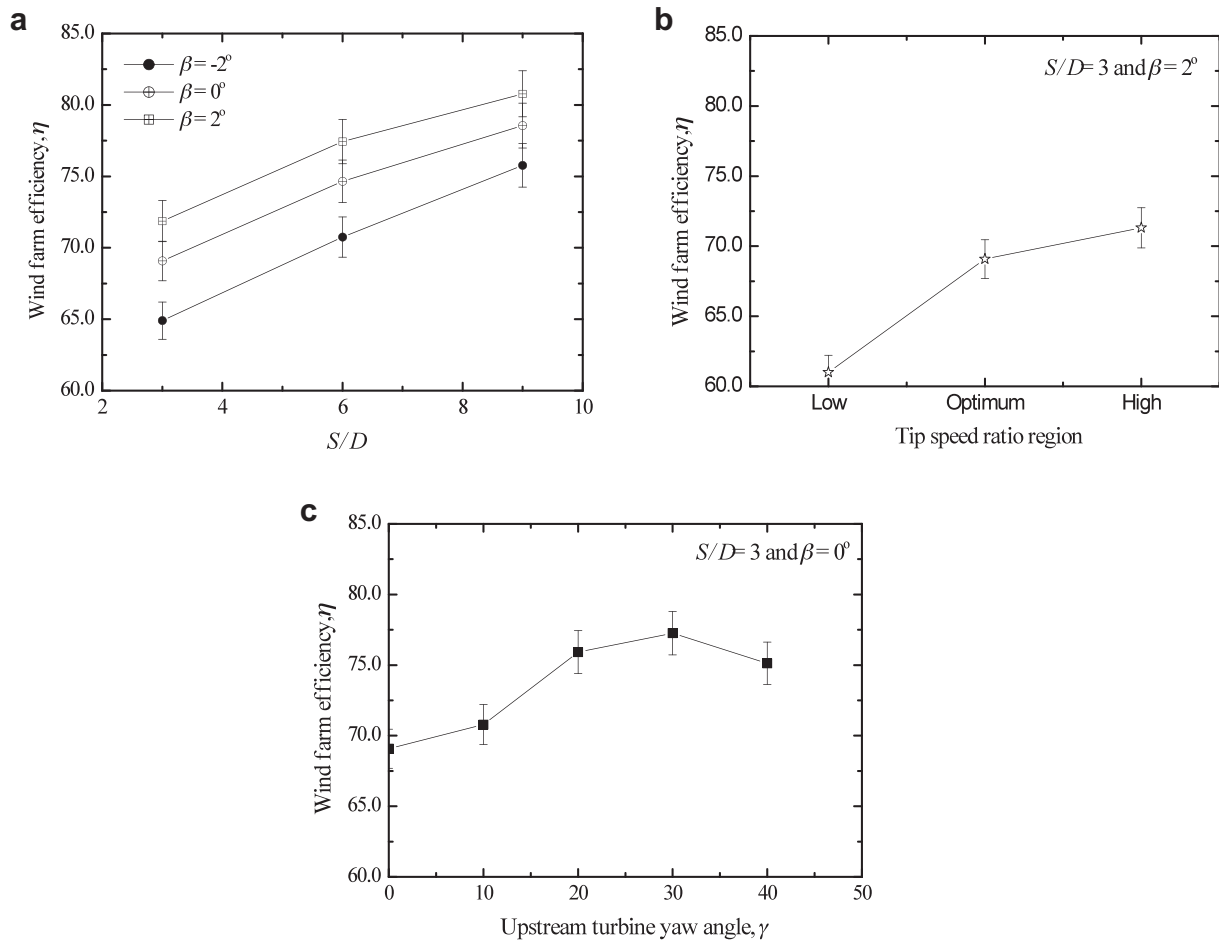 a
85.0
80.0
75.0
70.0
65.0
60.0
Wind farm efficiency,η
β= -2°
β= 0°
β= 2°
2 4 6 8 10
S/D
b
85.0
80.0
75.0
70.0
65.0
60.0
Wind farm efficiency,η
S/D= 3 and β= 2°
Low Optimum High
Tip speed ratio region
c
85.0
80.0
75.0
70.0
65.0
60.0
Wind farm efficiency,η
S/D= 3 and β= 0°
0 10 20 30 40 50
Upstream turbine yaw angle, γ